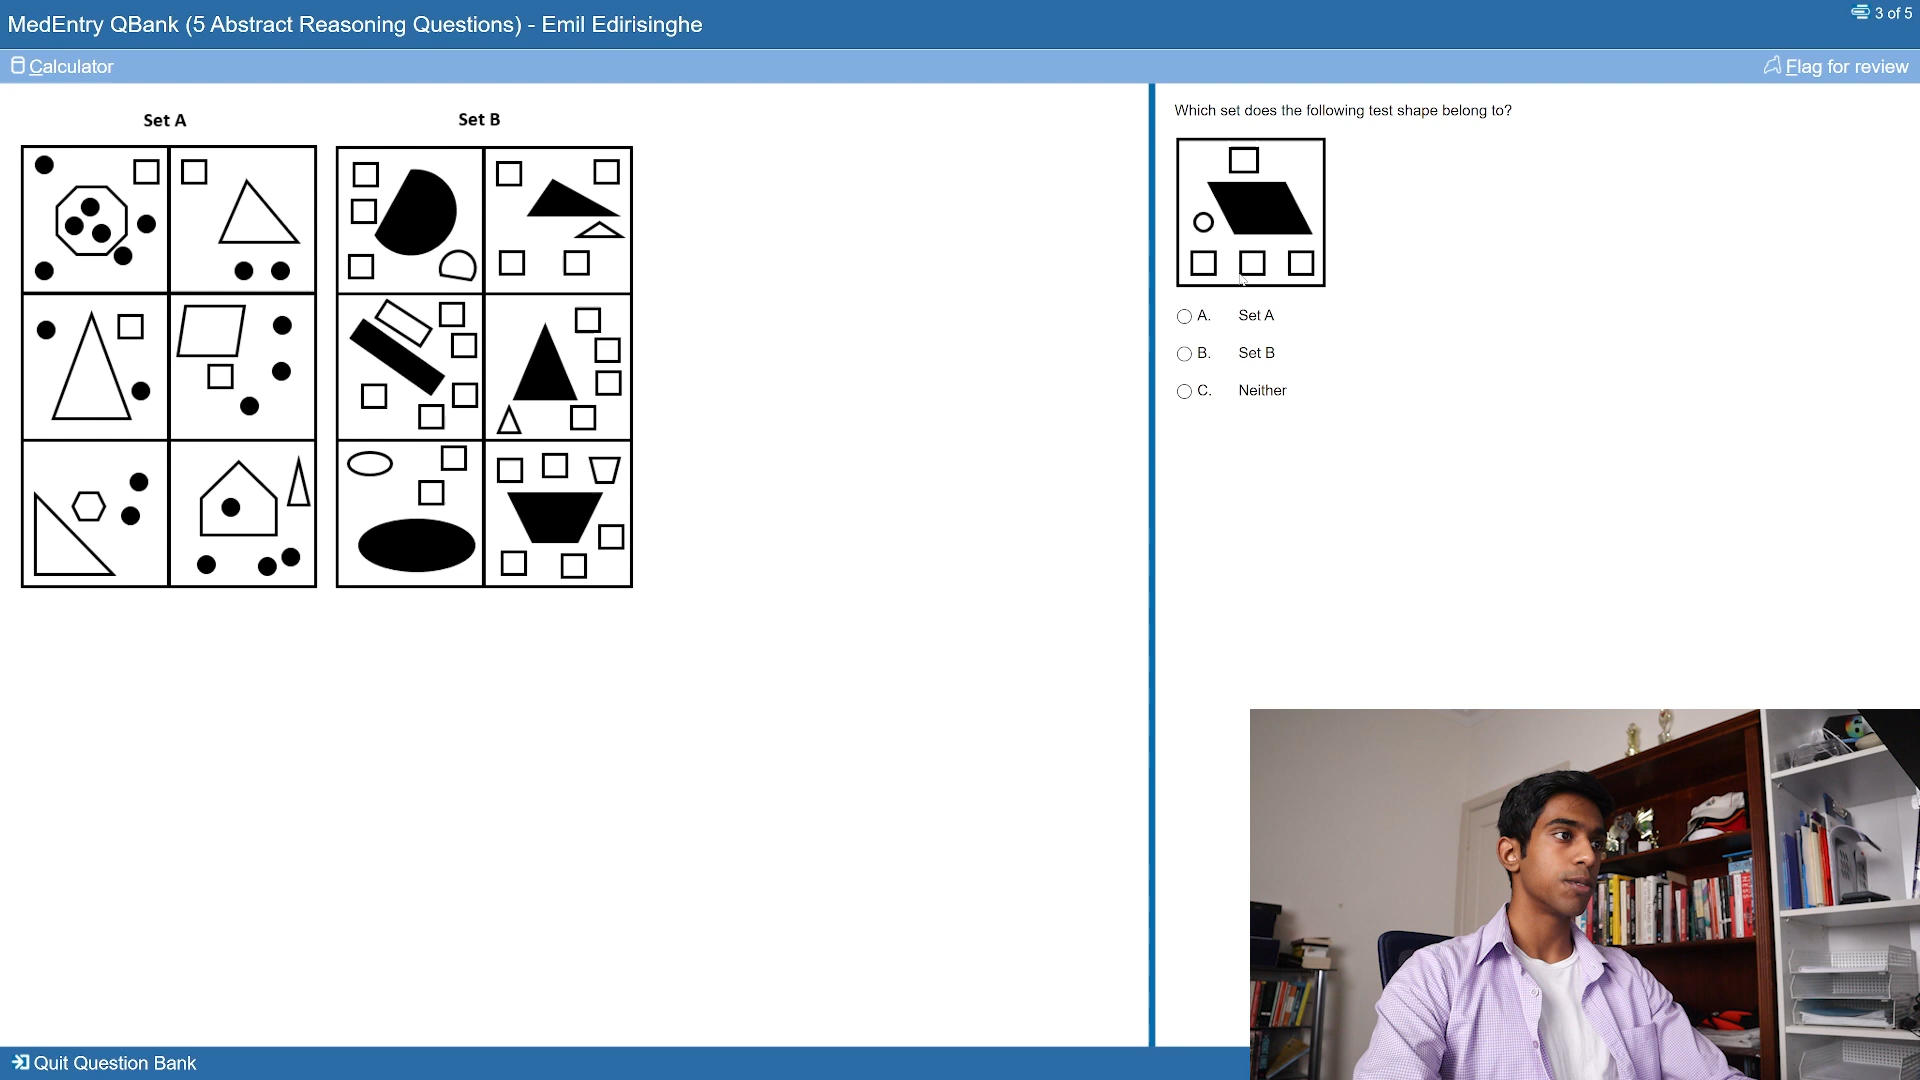 MedEntry QBank (5 Abstract Reasoning Questions) - Emil Edirisinghe
3 of 5
Calculator
Flag for review
Set A
Set B
Which set does the following test shape belong to?
A. Set A
B. Set B
C. Neither
Quit Question Bank